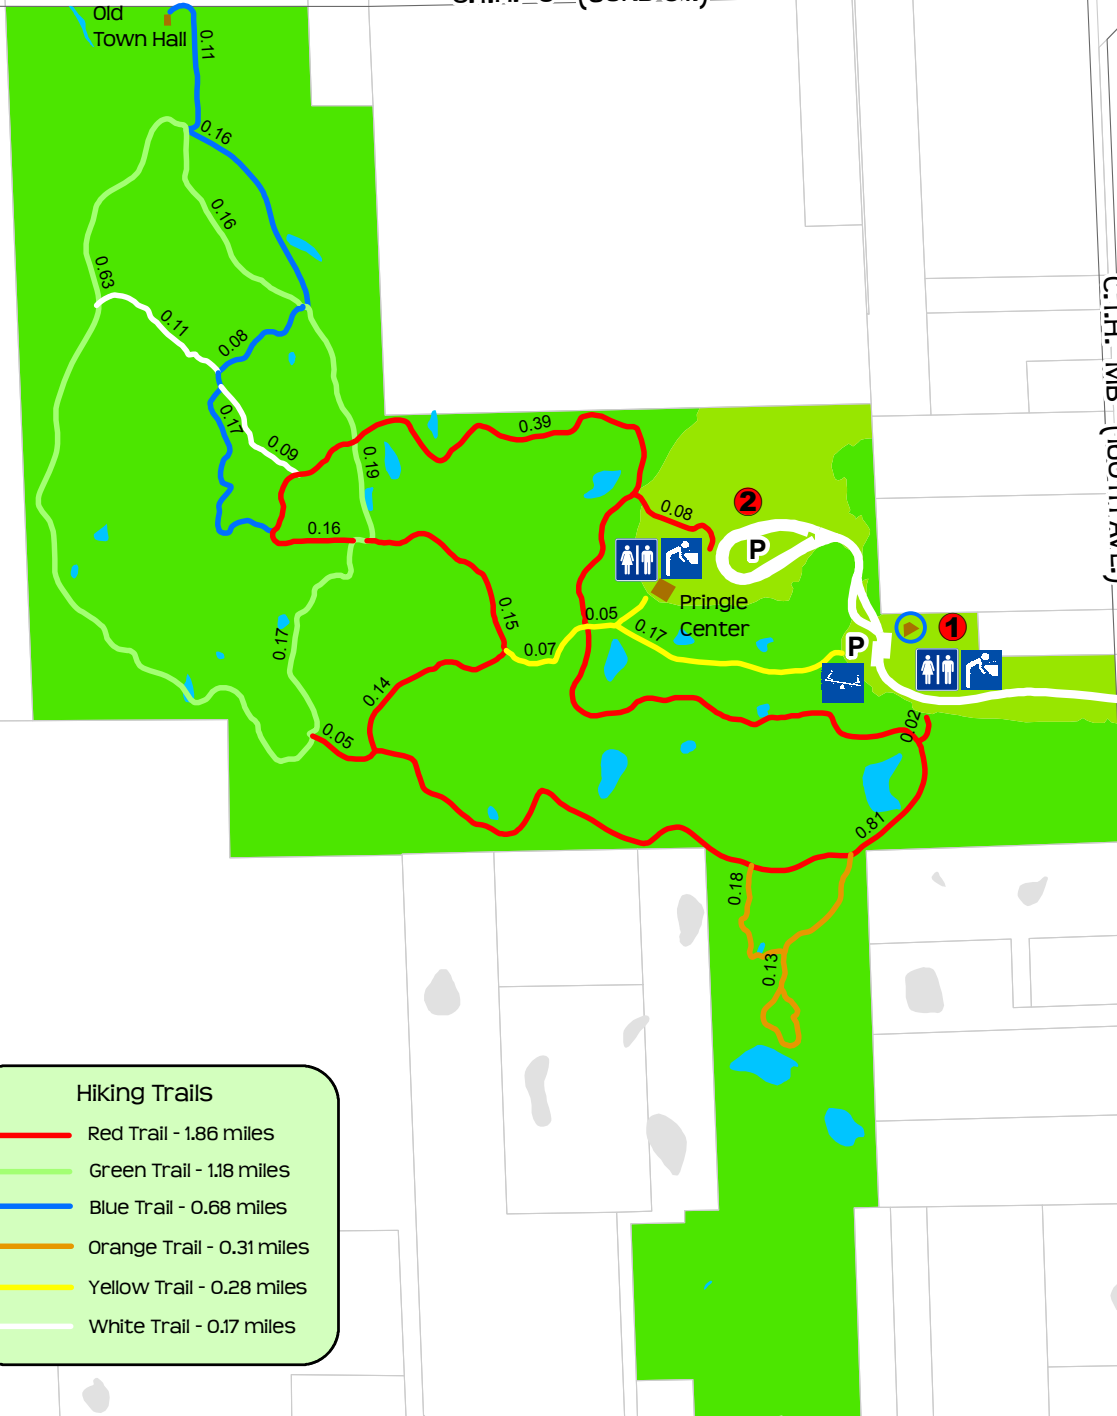 Old
Town Hall
0.11
0.16
0.16
0.63
0.11
0.08
0.17
0.09
0.39
0.19
0.08
2
0.16
P
Pringle
Center
0.15
0.05
0.17
0.07
1
P
0.17
0.14
0.05
0.02
0.81
0.18
0.13
Hiking Trails
Red Trail - 1.86 miles
Green Trail - 1.18 miles
Blue Trail - 0.68 miles
Orange Trail - 0.31 miles
Yellow Trail - 0.28 miles
White Trail - 0.17 miles